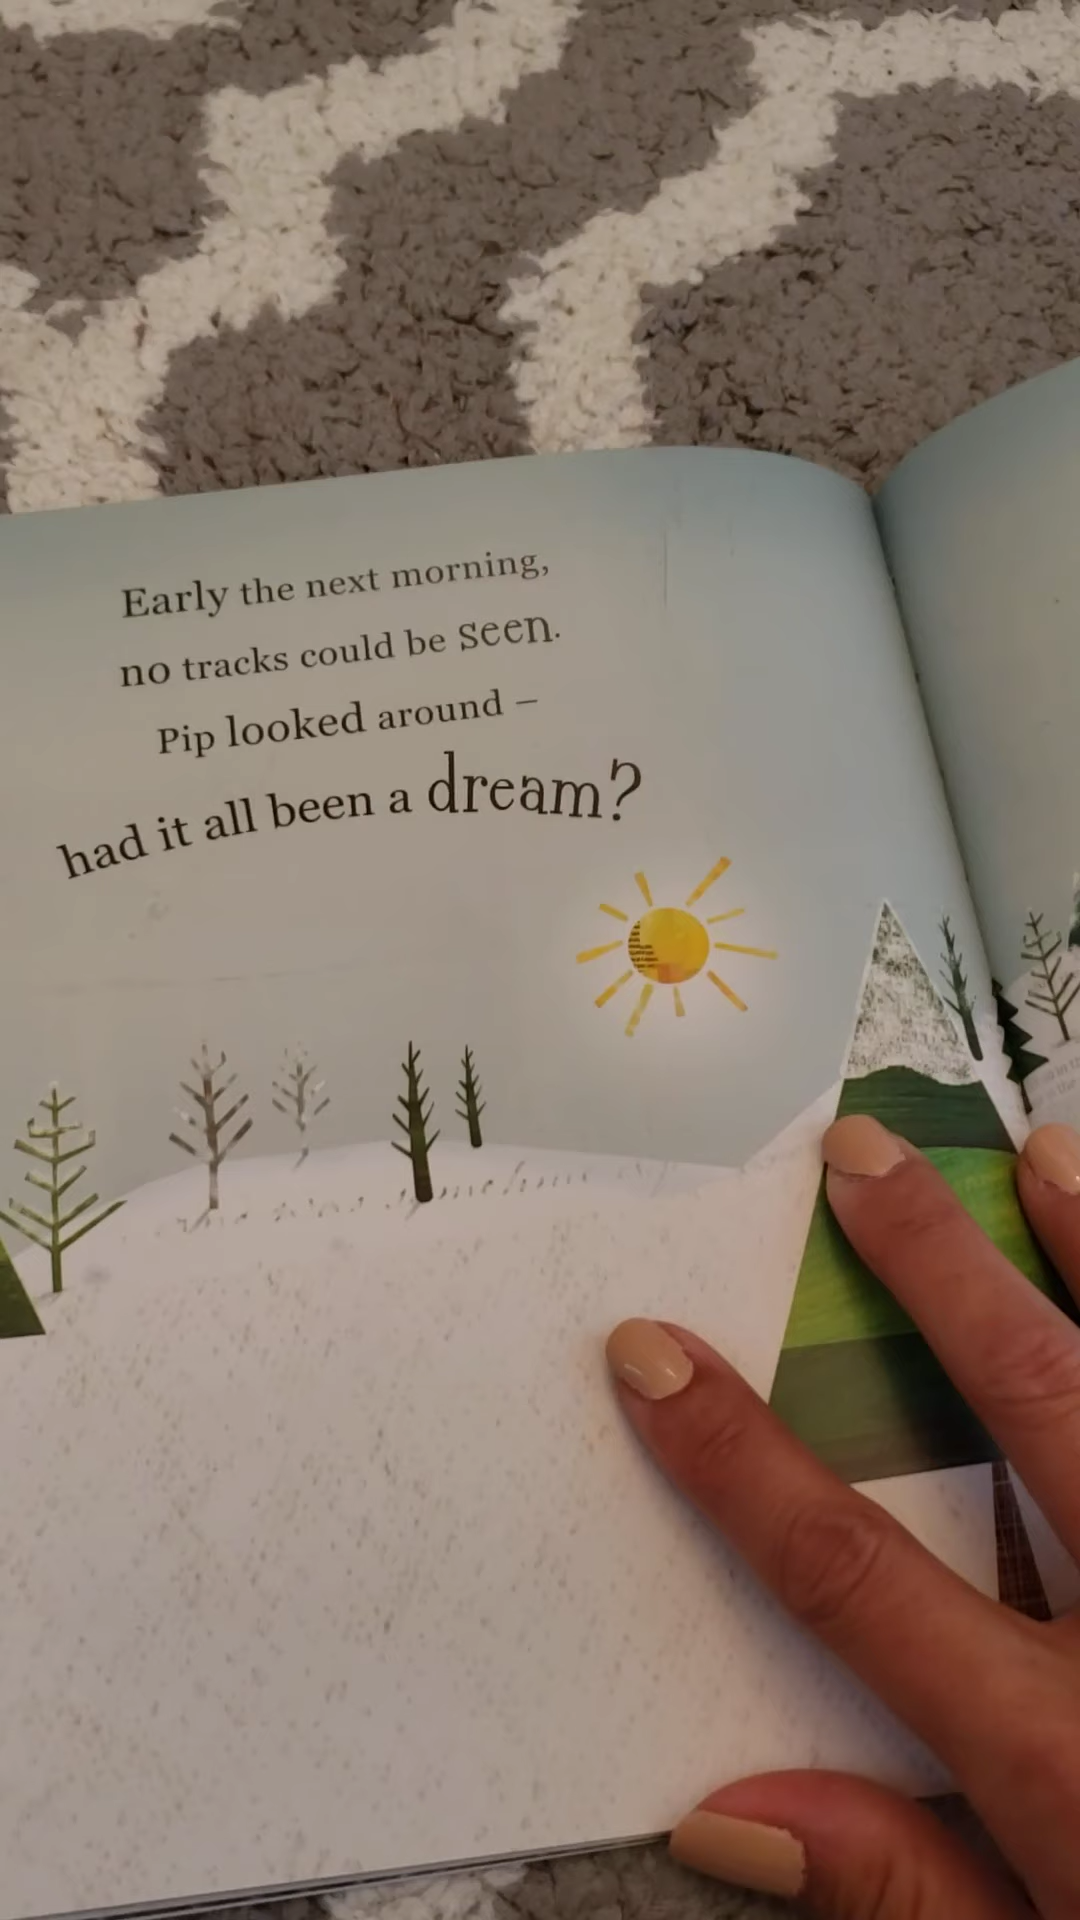 Early the next morning,
no tracks could be seen.
Pip looked around –
had it all been a dream?